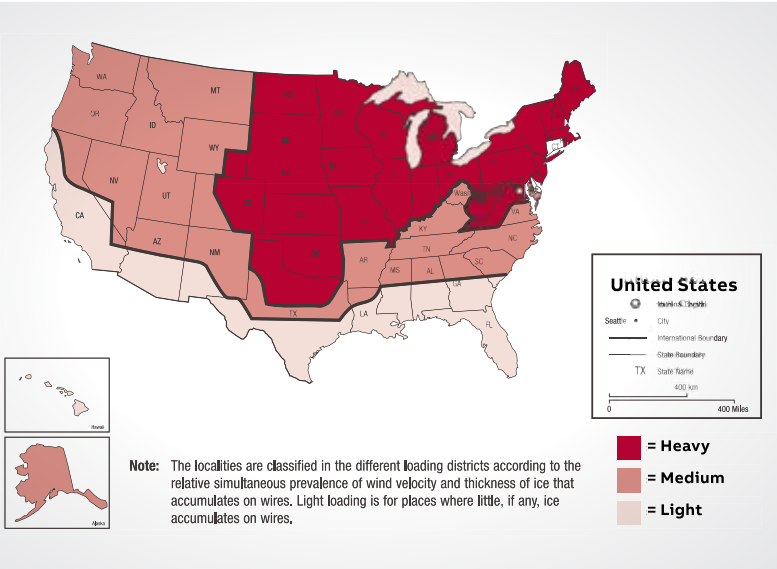 WA
MT
OR
ID
WY
NV
UT
CA
AZ
NM
TX
AR
LA
KY
TN
MS
AL
GA
SC
NC
VA
FL
CT
United States
Seattle • City
International Boundary
State Boundary
TX State Name
400 km
0 400 Miles
Hawaii
Alaska
= Heavy
= Medium
= Light
Note: The localities are classified in the different loading districts according to the
relative simultaneous prevalence of wind velocity and thickness of ice that
accumulates on wires. Light loading is for places where little, if any, ice
accumulates on wires.